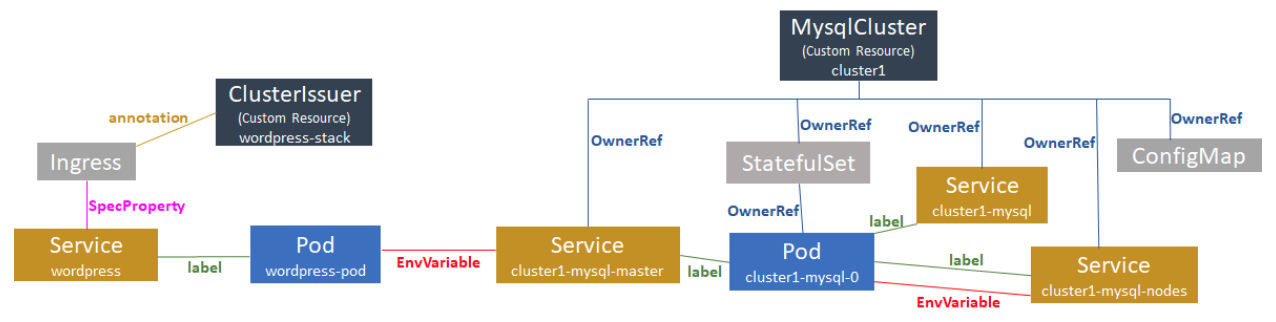 MysqlCluster
(Custom Resource)
cluster1
ClusterIssuer
(Custom Resource)
wordpress-stack
annotation
OwnerRef
OwnerRef
OwnerRef
OwnerRef
OwnerRef
Ingress
StatefulSet
ConfigMap
SpecProperty
OwnerRef
Service
cluster1-mysql
label
Service
wordpress
label
Pod
wordpress-pod
EnvVariable
Service
cluster1-mysql-master
label
Pod
cluster1-mysql-0
label
EnvVariable
Service
cluster1-mysql-nodes